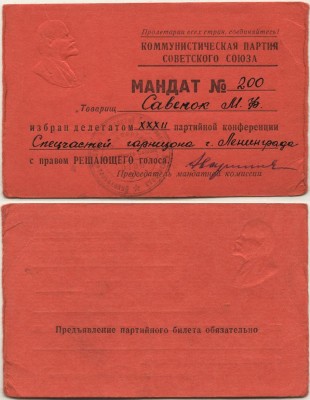 Пролетарии всех стран, соединяйтесь!
КОММУНИСТИЧЕСКАЯ ПАРТИЯ
СОВЕТСКОГО СОЮЗА
МАНДАТ № 200
Товарищ Савенок М.Ф.
избран делегатом XXXII партийной конференции
Спецчастей гарнизона г. Ленинграда
с правом РЕШАЮЩЕГО голоса.
Председатель мандатной комиссии
Предъявление партийного билета обязательно